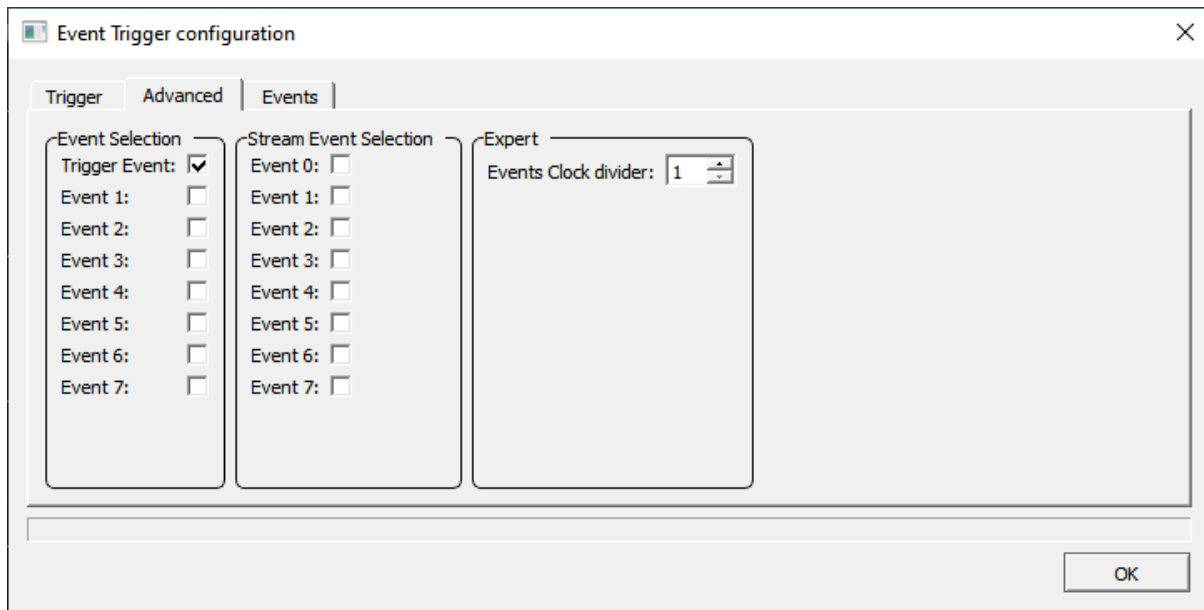 Event Trigger configuration
Trigger Advanced Events
Event Selection
Trigger Event:
Event 1:
Event 2:
Event 3:
Event 4:
Event 5:
Event 6:
Event 7:
Stream Event Selection
Event 0:
Event 1:
Event 2:
Event 3:
Event 4:
Event 5:
Event 6:
Event 7:
Expert
Events Clock divider: 1
OK